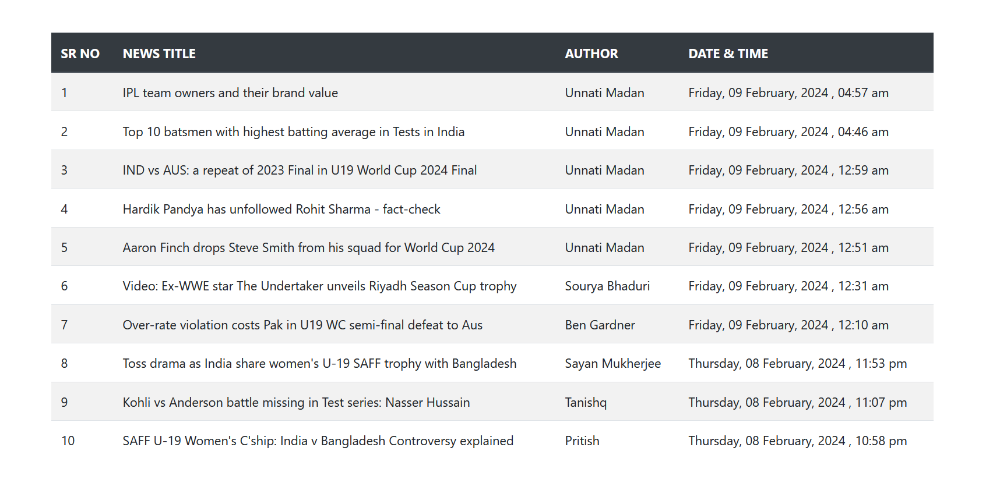 SR NO NEWS TITLE AUTHOR DATE & TIME
1 IPL team owners and their brand value Unnati Madan Friday, 09 February, 2024 , 04:57 am
2 Top 10 batsmen with highest batting average in Tests in India Unnati Madan Friday, 09 February, 2024 , 04:46 am
3 IND vs AUS: a repeat of 2023 Final in U19 World Cup 2024 Final Unnati Madan Friday, 09 February, 2024 , 12:59 am
4 Hardik Pandya has unfollowed Rohit Sharma - fact-check Unnati Madan Friday, 09 February, 2024 , 12:56 am
5 Aaron Finch drops Steve Smith from his squad for World Cup 2024 Unnati Madan Friday, 09 February, 2024 , 12:51 am
6 Video: Ex-WWE star The Undertaker unveils Riyadh Season Cup trophy Sourya Bhaduri Friday, 09 February, 2024 , 12:31 am
7 Over-rate violation costs Pak in U19 WC semi-final defeat to Aus Ben Gardner Friday, 09 February, 2024 , 12:10 am
8 Toss drama as India share women's U-19 SAFF trophy with Bangladesh Sayan Mukherjee Thursday, 08 February, 2024 , 11:53 pm
9 Kohli vs Anderson battle missing in Test series: Nasser Hussain Tanishq Thursday, 08 February, 2024 , 11:07 pm
10 SAFF U-19 Women's C'ship: India v Bangladesh Controversy explained Pritish Thursday, 08 February, 2024 , 10:58 pm